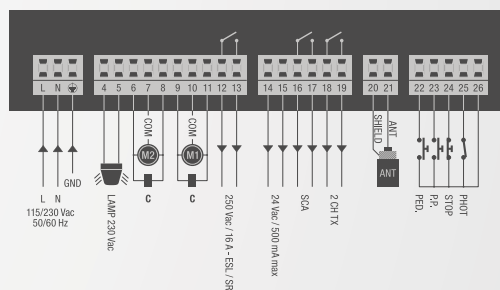 L N
4 5 6 7 8 9 10 11 12 13
14 15 16 17 18 19
20 21
22 23 24 25 26
COM
M2
COM
M1
SHIELD
ANT
ANT
L N
GND
115/230 Vac
50/60 Hz
LAMP 230 Vac
C
C
250 Vac / 16 A - ESL / SR
24 Vac / 500 mA max
SCA
2 CH TX
PED.
P.P.
STOP
PHOT